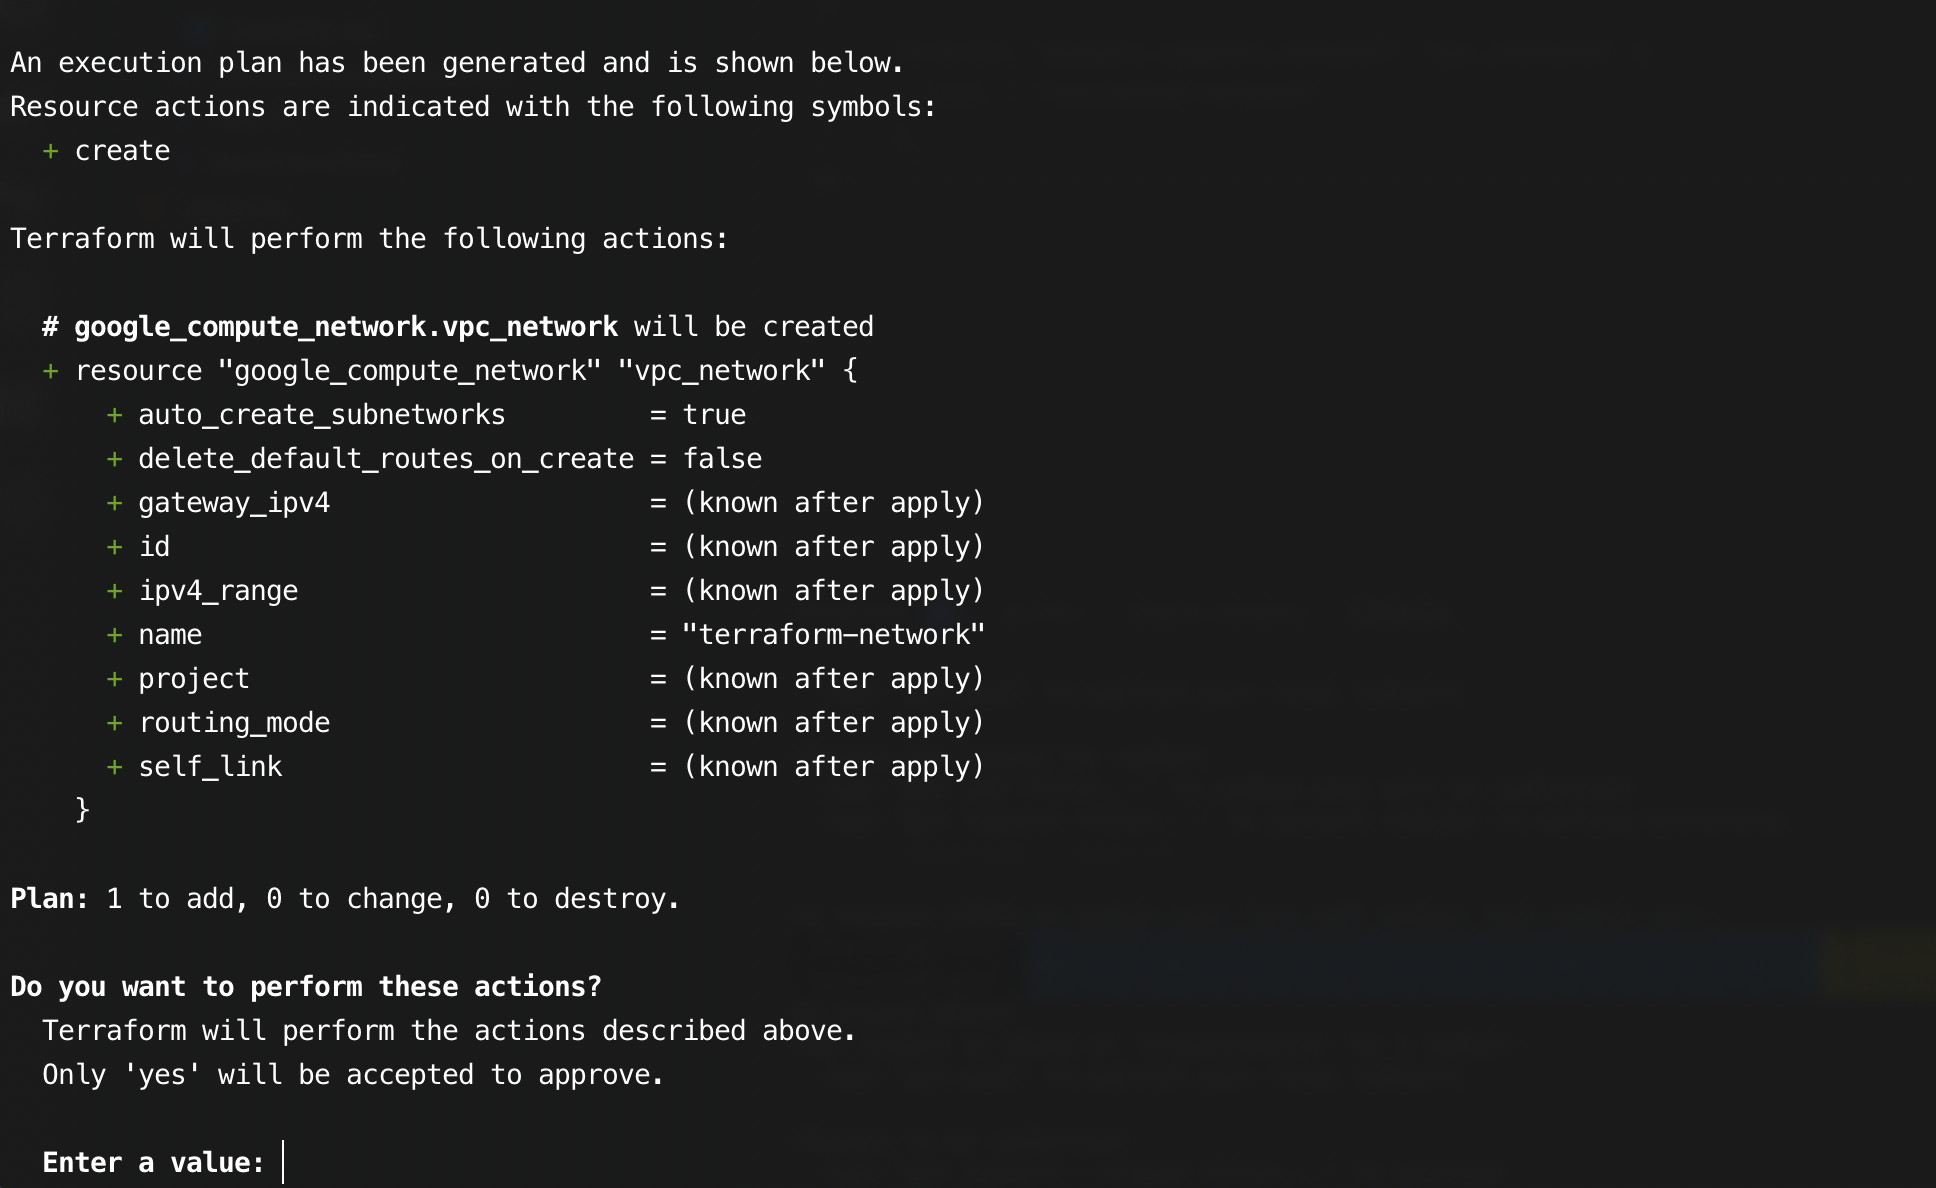 An execution plan has been generated and is shown below.
Resource actions are indicated with the following symbols:
  + create

Terraform will perform the following actions:

  # google_compute_network.vpc_network will be created
  + resource "google_compute_network" "vpc_network" {
      + auto_create_subnetworks         = true
      + delete_default_routes_on_create = false
      + gateway_ipv4                    = (known after apply)
      + id                              = (known after apply)
      + ipv4_range                      = (known after apply)
      + name                            = "terraform-network"
      + project                         = (known after apply)
      + routing_mode                    = (known after apply)
      + self_link                       = (known after apply)
    }

Plan: 1 to add, 0 to change, 0 to destroy.

Do you want to perform these actions?
  Terraform will perform the actions described above.
  Only 'yes' will be accepted to approve.

  Enter a value: